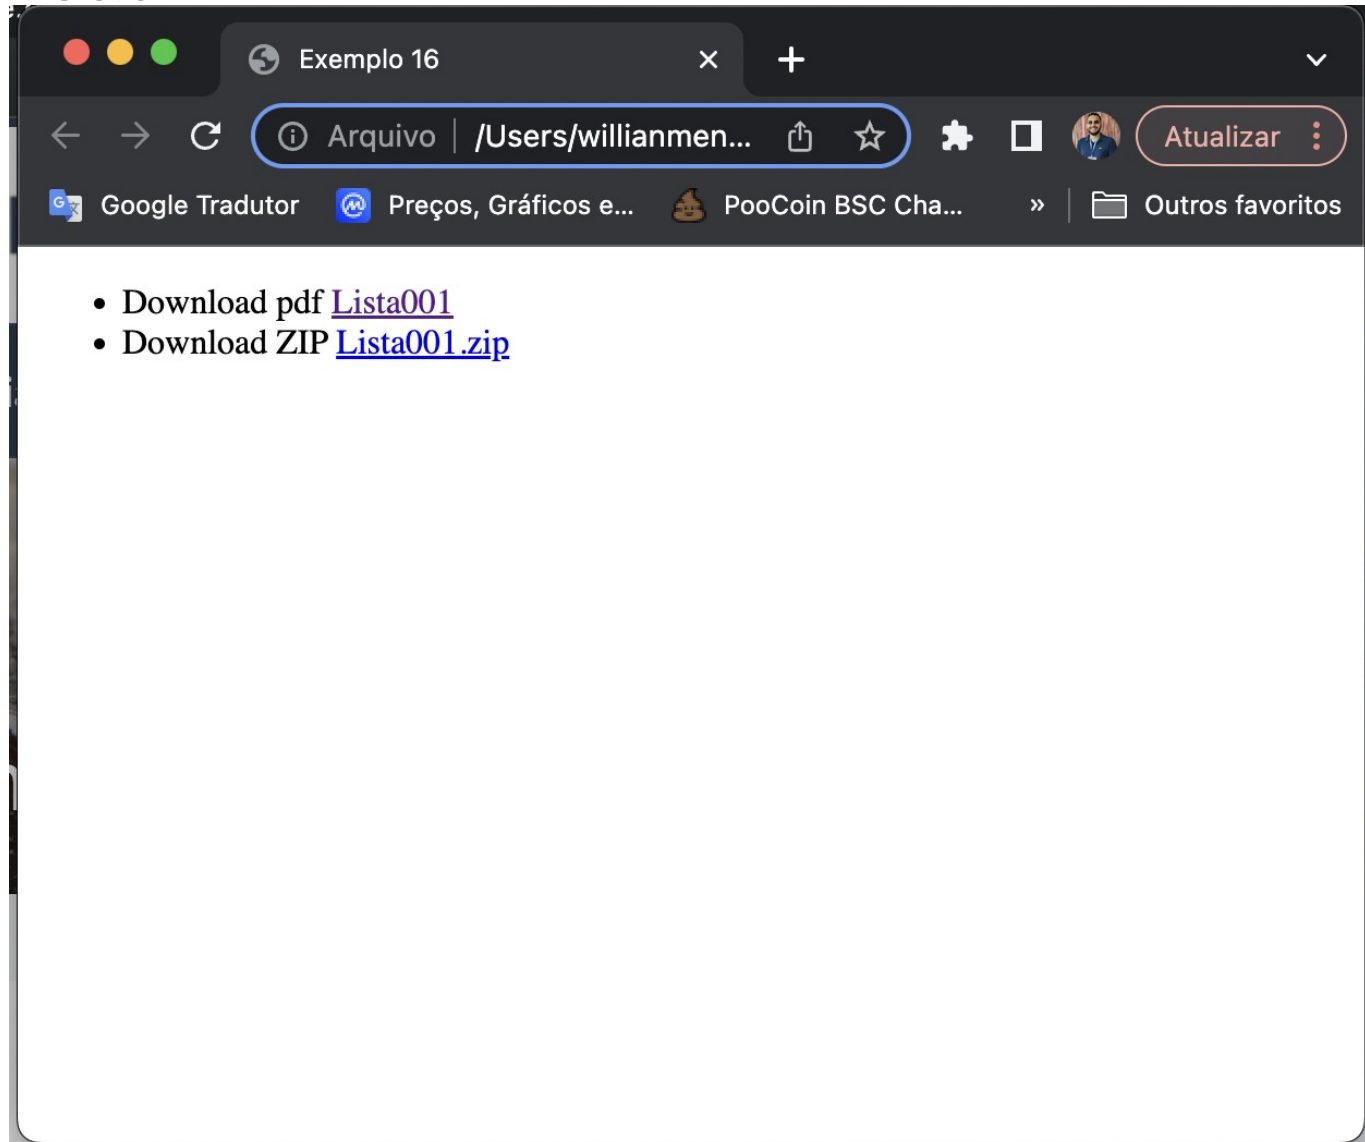 Exemplo 16
Arquivo | /Users/willianmen...
Atualizar
Google Tradutor Preços, Gráficos e... PooCoin BSC Cha... » Outros favoritos
• Download pdf Lista001
• Download ZIP Lista001.zip